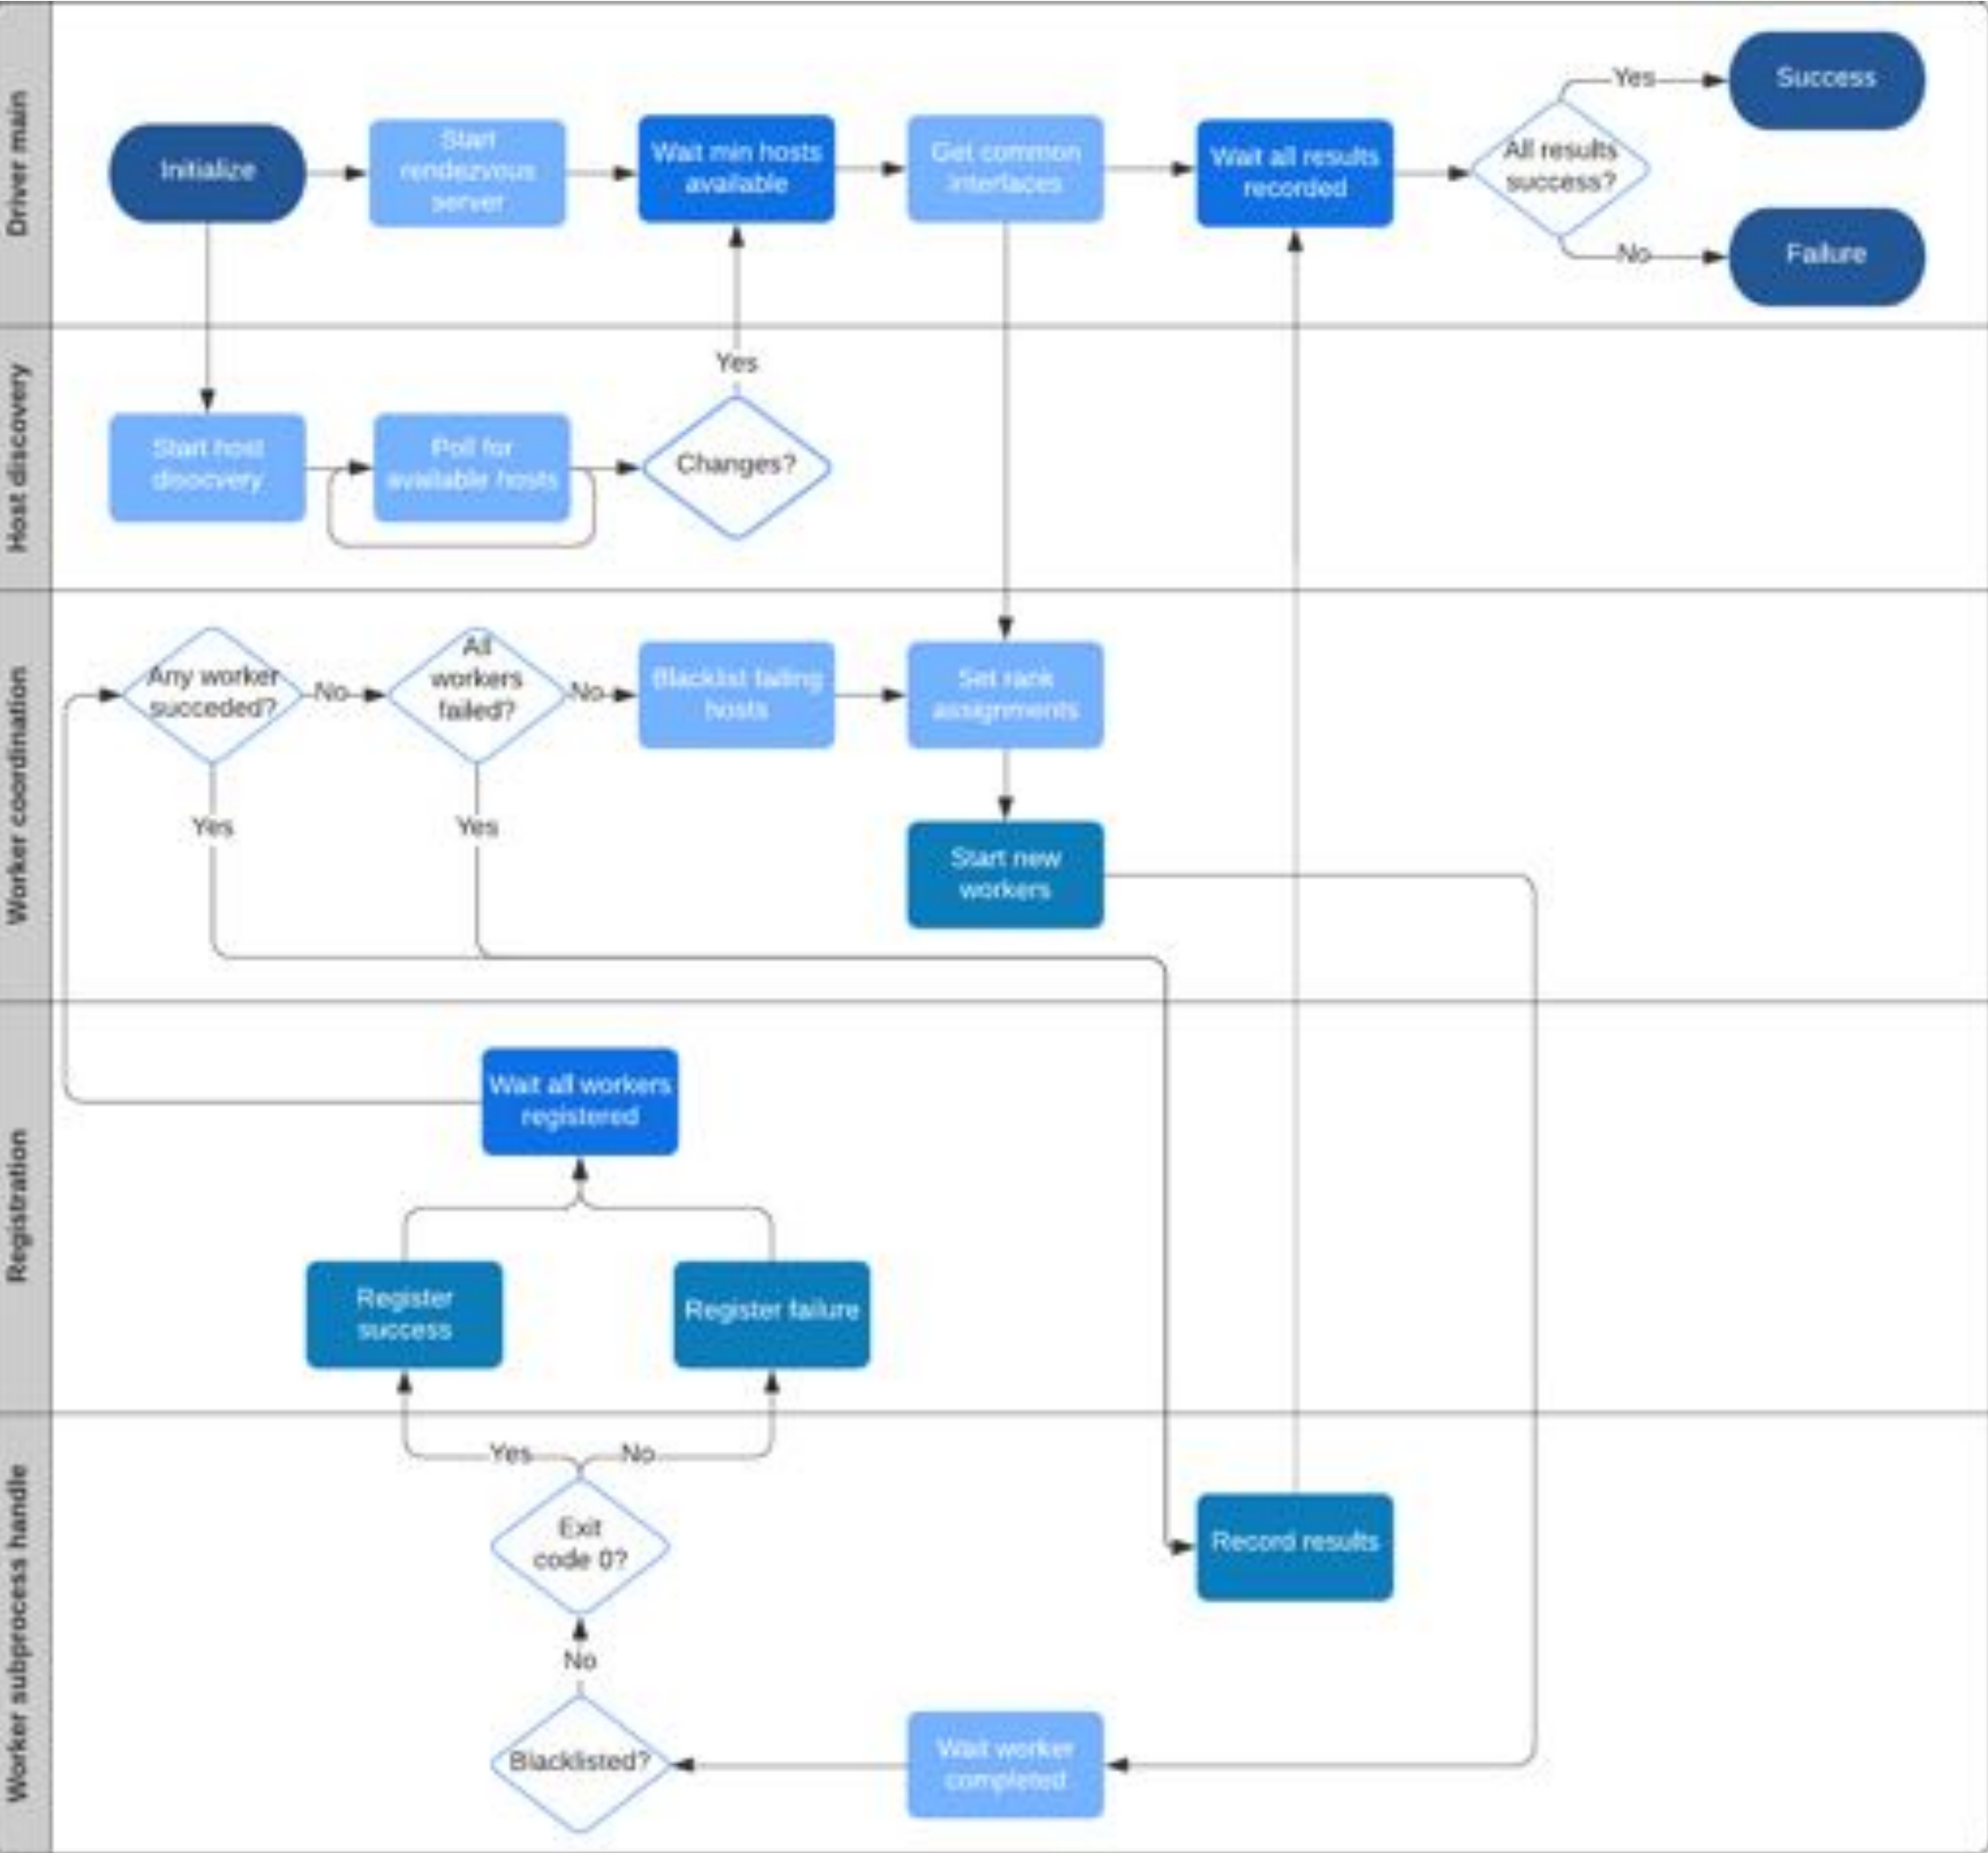 Driver main
Initialize
Start
rendezvous
server
Wait min hosts
available
Get common
interfaces
Wait all results
recorded
All results
success?
Yes
Success
No
Failure
Host discovery
Start host
disocvery
Poll for
available hosts
Changes?
Yes
Worker coordination
Any worker
succeded?
No
All
workers
failed?
No
Blacklist failing
hosts
Set rank
assignments
Yes
Yes
Start new
workers
Registration
Wait all workers
registered
Register
success
Register failure
Worker subprocess handle
Yes
No
Exit
code 0?
Record results
No
Blacklisted?
Wait worker
completed